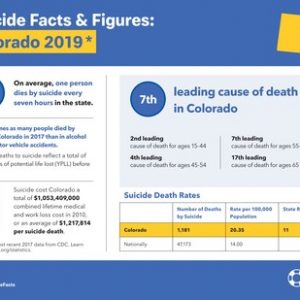 cide Facts & Figures:
orado 2019*
On average, one person
dies by suicide every
seven hours in the state.
nes as many people died by
Colorado in 2017 than in alcohol
or vehicle accidents.
eaths to suicide reflect a total of
of potential life lost (YPLL) before
Suicide cost Colorado a
total of $1,053,409,000
combined lifetime medical
and work loss cost in 2010,
or an average of $1,217,814
per suicide death.
most recent 2017 data from CDC. Learn
org/statistics.
7th
leading cause of death
in Colorado
2nd leading
cause of death for ages 15-44
4th leading
cause of death for ages 45-54
7th leading
cause of death for ages 55
17th leading
cause of death for ages 65
Suicide Death Rates
Number of Deaths
by Suicide
Rate per 100,000
Population
State Ra
Colorado
1,181
20.35
11
Nationally
47,173
14.00
eFacts